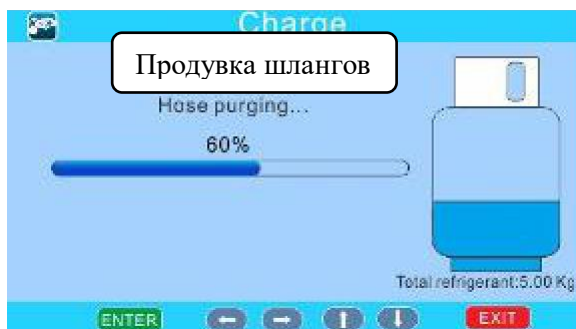 Charge
Продувка шлангов
Hose purging...
60%
Total refrigerant:5.00 Kg
ENTER
EXIT